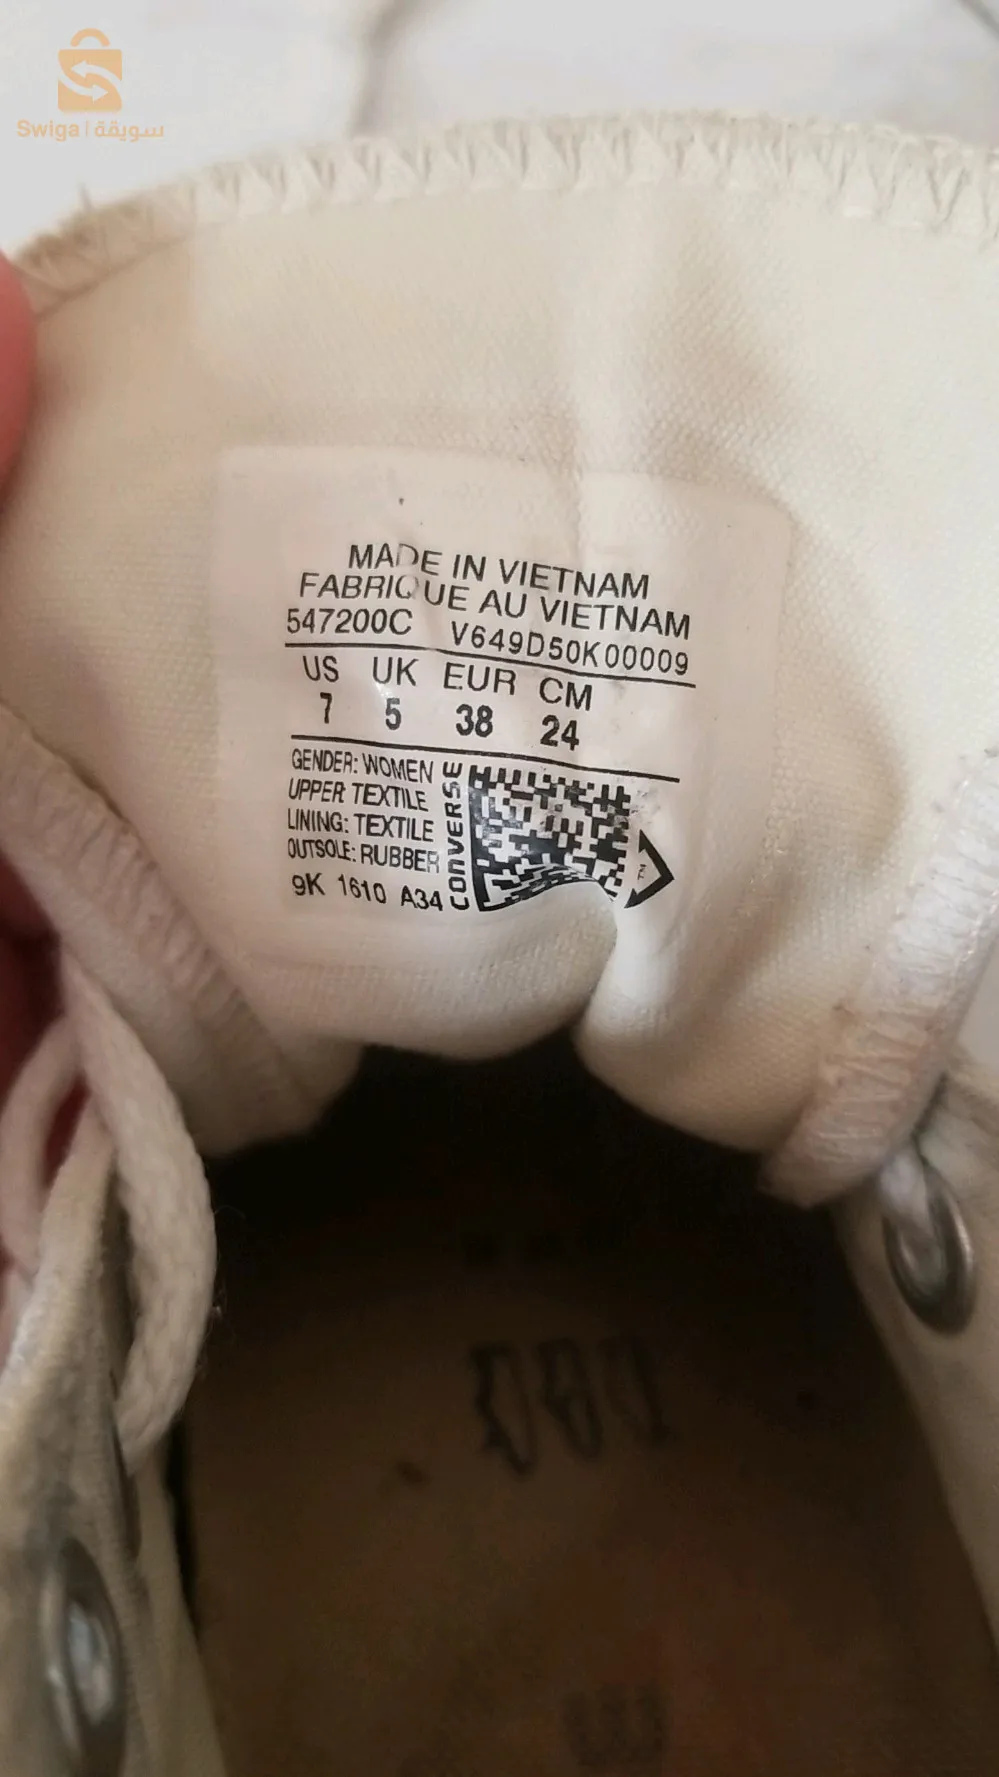 Swiga سويقة
MADE IN VIETNAM
FABRIQUE AU VIETNAM
547200C V649D50K00009
US UK EUR CM
7 5 38 24
GENDER: WOMEN
UPPER TEXTILE
LINING: TEXTILE
OUTSOLE: RUBBER
9K 1610 A34
CONVERSE
TM